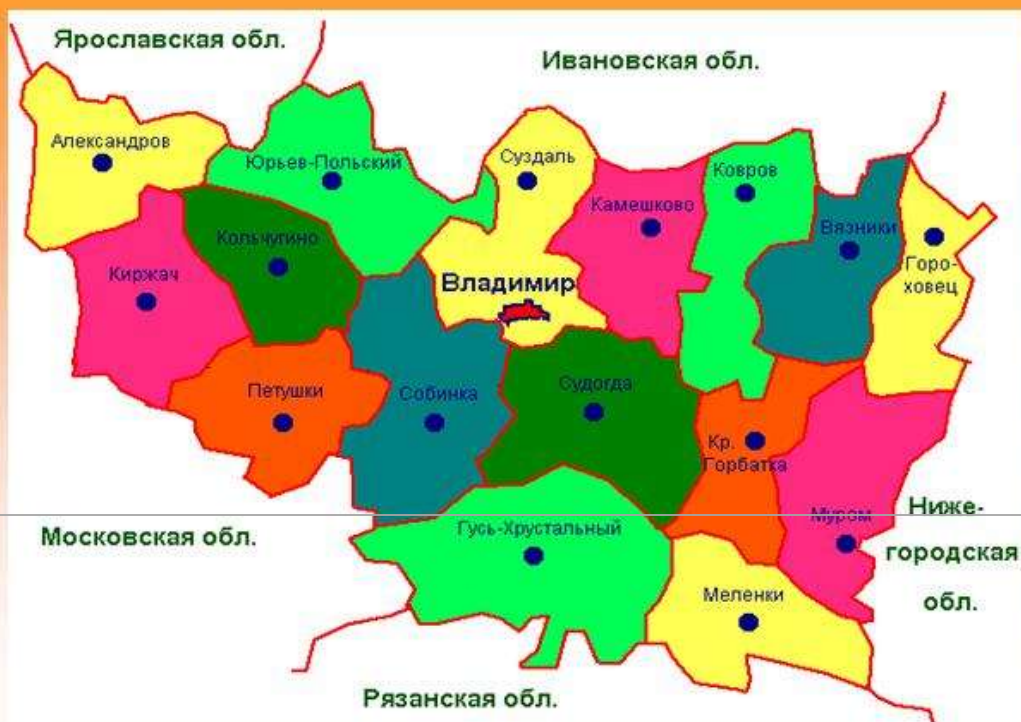 Ярославская обл.
Ивановская обл.
Александров
Юрьев-Польский
Суздаль
Ковров
Камешково
Вязники
Кольчугино
Горо-
ховец
Киржач
Владимир
Петушки
Собинка
Судогда
Кр.
Горбатка
Муром
Ниже-
городская
обл.
Московская обл.
Гусь-Хрустальный
Меленки
Рязанская обл.